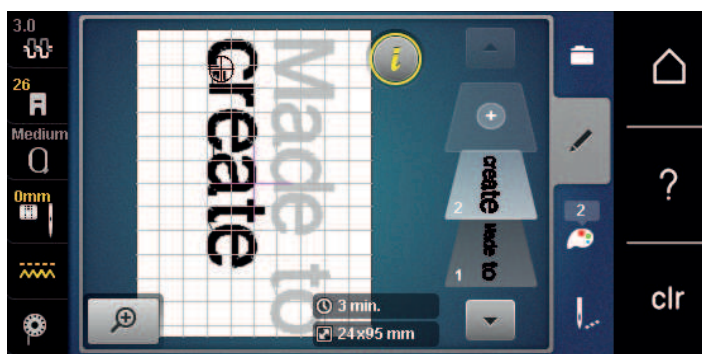 3.0
26
Medium
0mm
create
Made to
i
+
create
2
Made to
1
3 min.
24x95 mm
2
?
clr